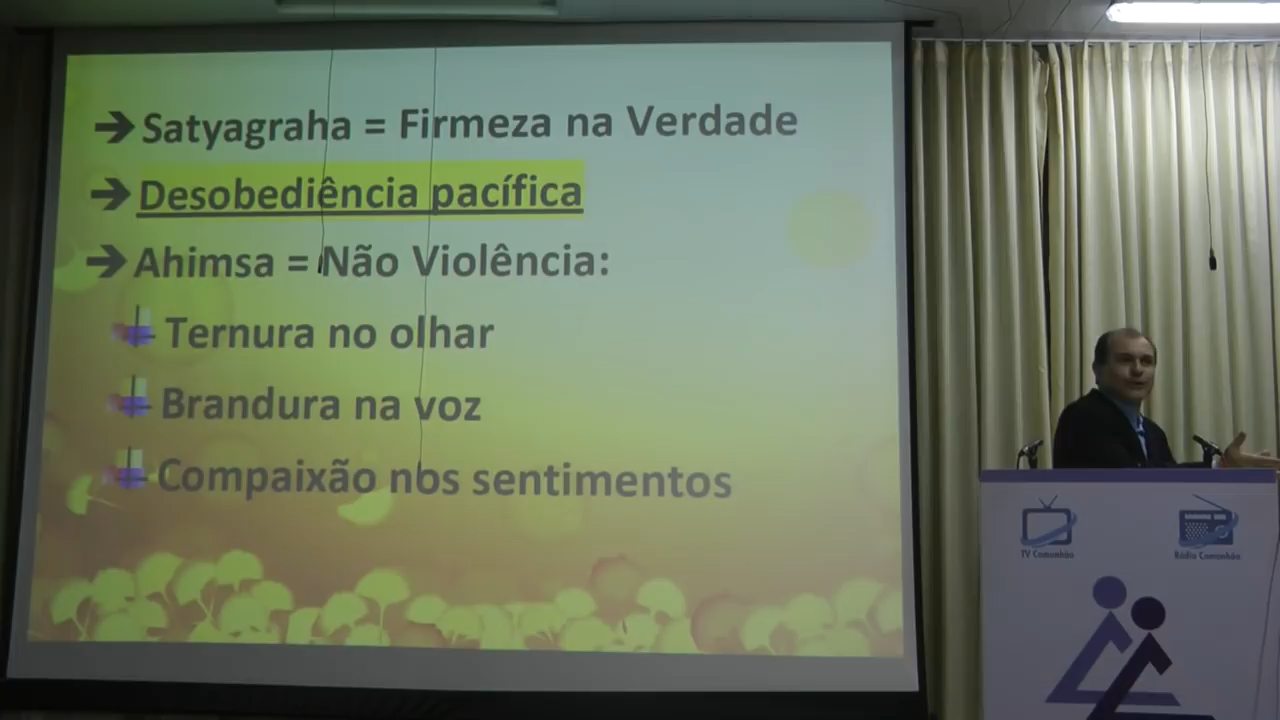 ➔ Satyagraha = Firmeza na Verdade
➔ Desobediência pacífica
➔ Ahimsa = Não Violência:
Ternura no olhar
Brandura na voz
Compaixão nos sentimentos
TV Comunhão
Rádio Comunhão